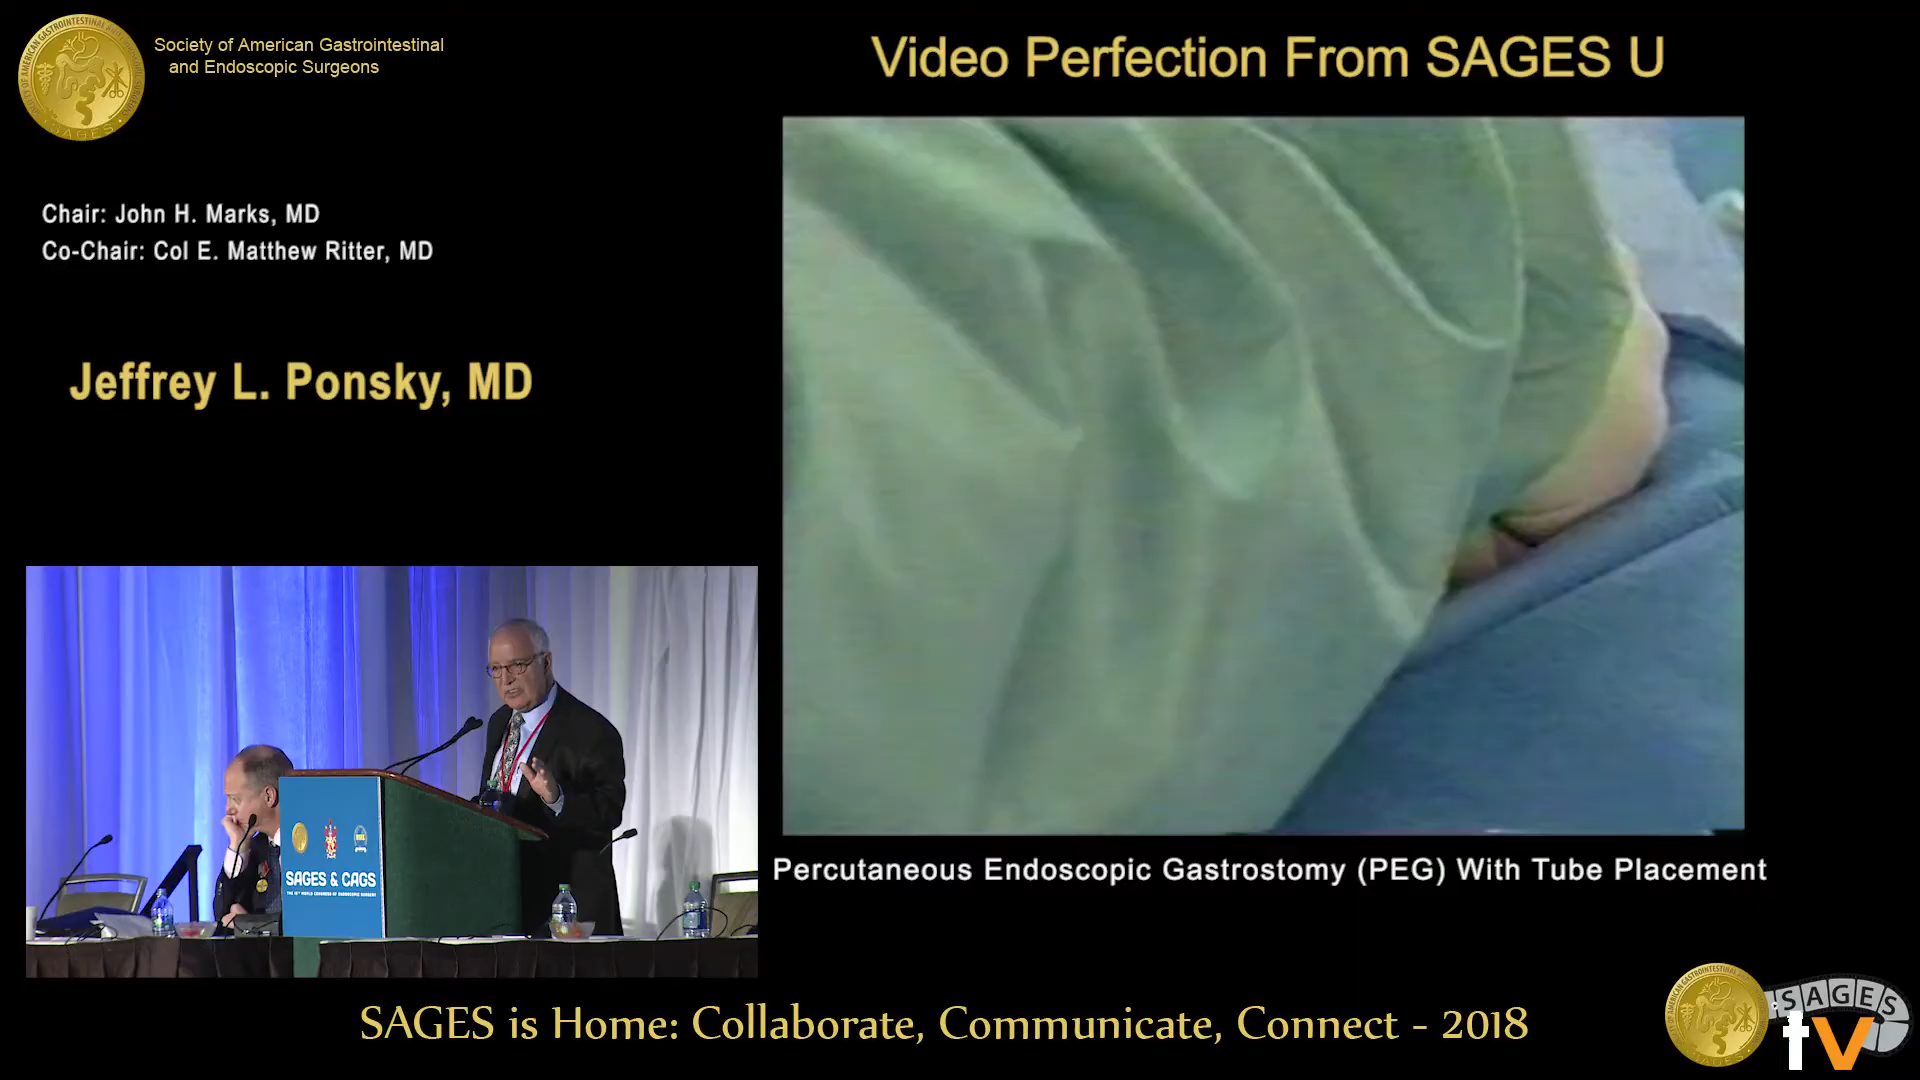 Society of American Gastrointestinal
and Endoscopic Surgeons
Video Perfection From SAGES U
Chair: John H. Marks, MD
Co-Chair: Col E. Matthew Ritter, MD
Jeffrey L. Ponsky, MD
SAGES & CAGS
Percutaneous Endoscopic Gastrostomy (PEG) With Tube Placement
SAGES is Home: Collaborate, Communicate, Connect - 2018
SAGES
tv